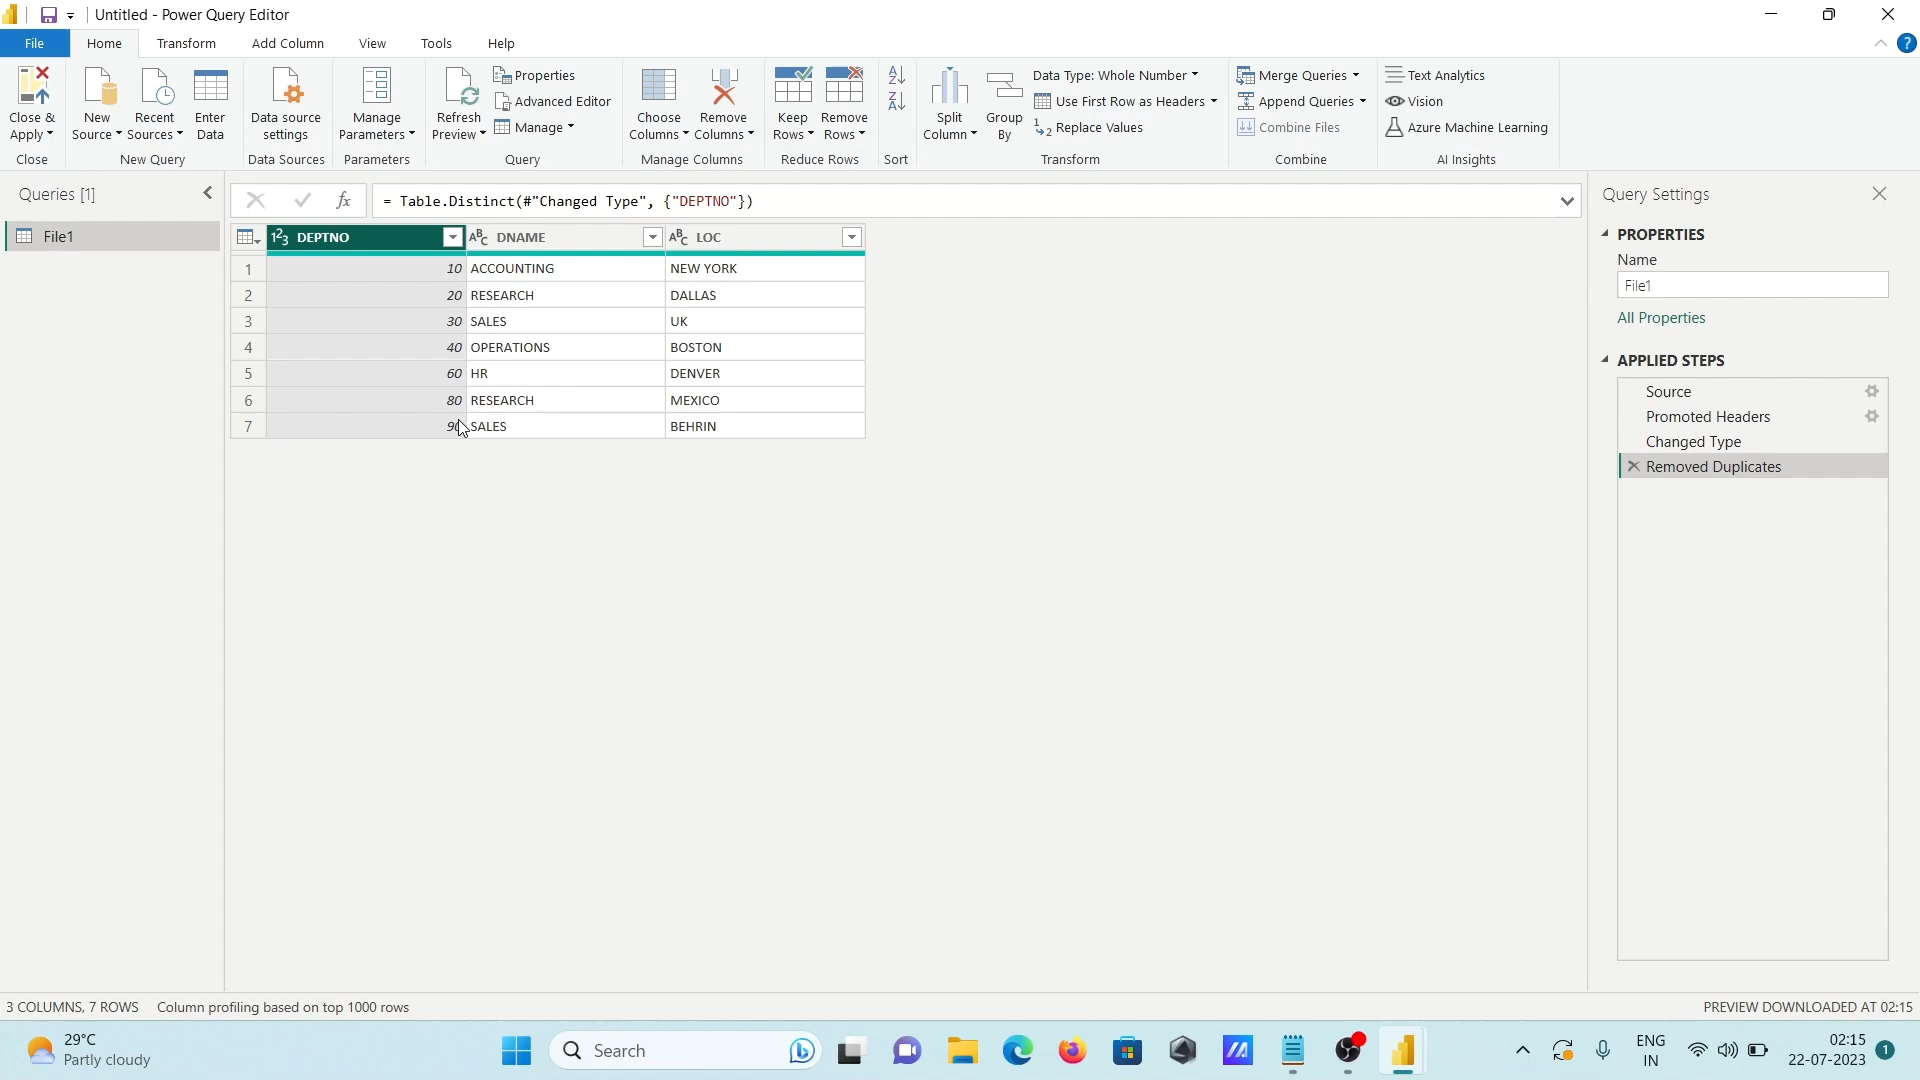 Untitled - Power Query Editor
File Home Transform Add Column View Tools Help
Close & Apply
New Source
Recent Sources
Enter Data
Data source settings
Manage Parameters
Refresh Preview
Properties
Advanced Editor
Manage
Choose Columns
Remove Columns
Keep Rows
Remove Rows
Split Column
Group By
Data Type: Whole Number
Use First Row as Headers
Replace Values
Merge Queries
Append Queries
Combine Files
Text Analytics
Vision
Azure Machine Learning
Close New Query Data Sources Parameters Query Manage Columns Reduce Rows Sort Transform Combine AI Insights
Queries [1]
File1
fx = Table.Distinct(#"Changed Type", {"DEPTNO"})
DEPTNO DNAME LOC
1 10 ACCOUNTING NEW YORK
2 20 RESEARCH DALLAS
3 30 SALES UK
4 40 OPERATIONS BOSTON
5 60 HR DENVER
6 80 RESEARCH MEXICO
7 90 SALES BEHRIN
Query Settings
PROPERTIES
Name
File1
All Properties
APPLIED STEPS
Source
Promoted Headers
Changed Type
Removed Duplicates
3 COLUMNS, 7 ROWS Column profiling based on top 1000 rows
PREVIEW DOWNLOADED AT 02:15
29°C
Partly cloudy
Search
ENG
IN
02:15
22-07-2023
1